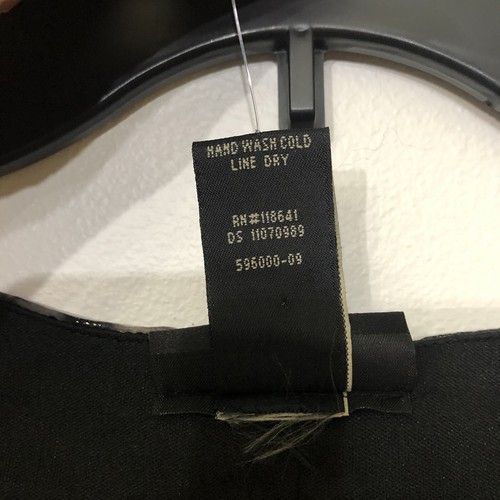 HAND WASH COLD
LINE DRY
RN#118641
DS 11070989
596000-09